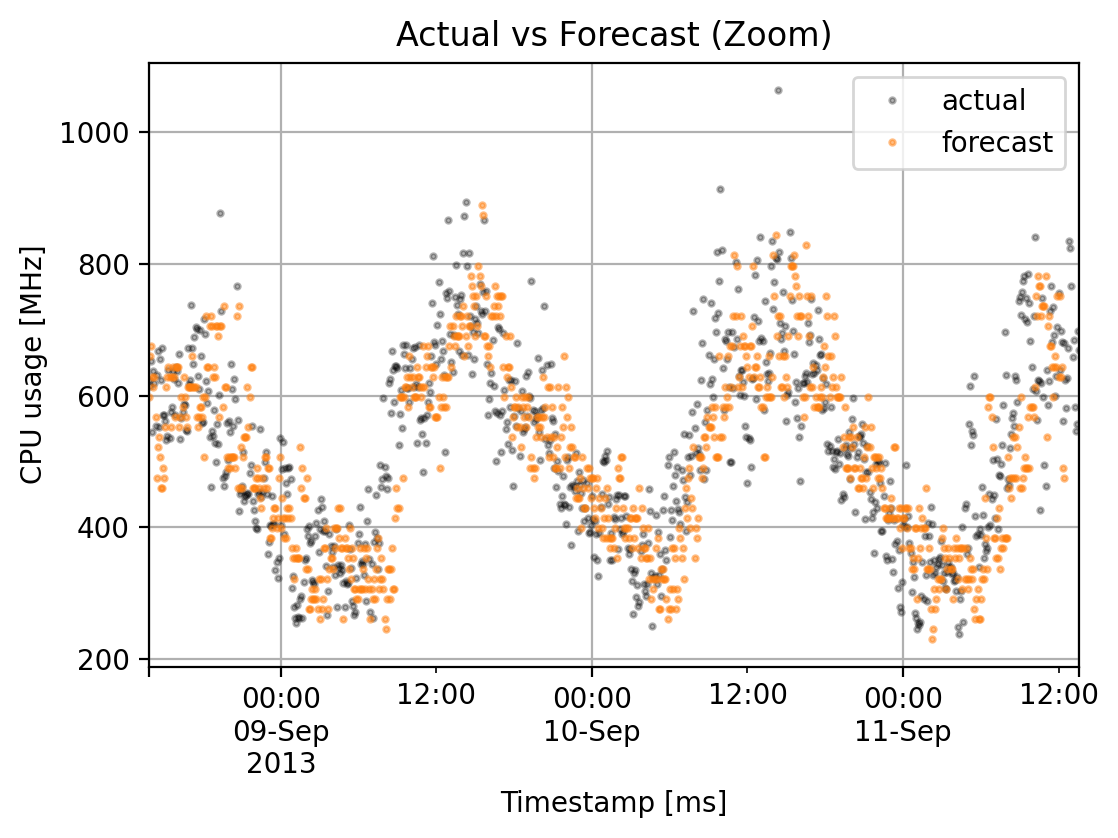 Actual vs Forecast (Zoom)
actual
forecast
1000
800
600
400
200
CPU usage [MHz]
00:00 12:00 00:00 12:00 00:00 12:00
09-Sep 10-Sep 11-Sep
2013
Timestamp [ms]